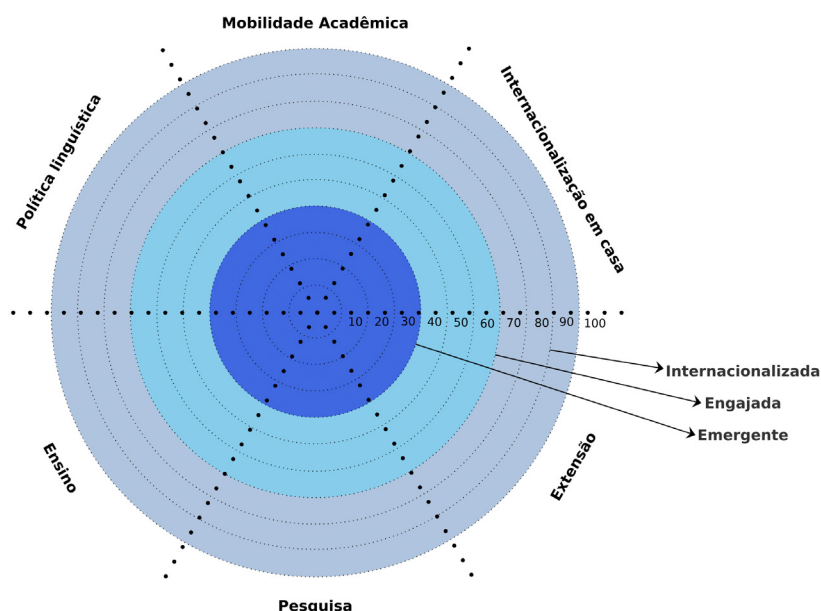 Mobilidade Acadêmica
Política linguística
Internacionalização em casa
10 20 30 40 50 60 70 80 90 100
Internacionalizada
Engajada
Emergente
Ensino
Extensão
Pesquisa